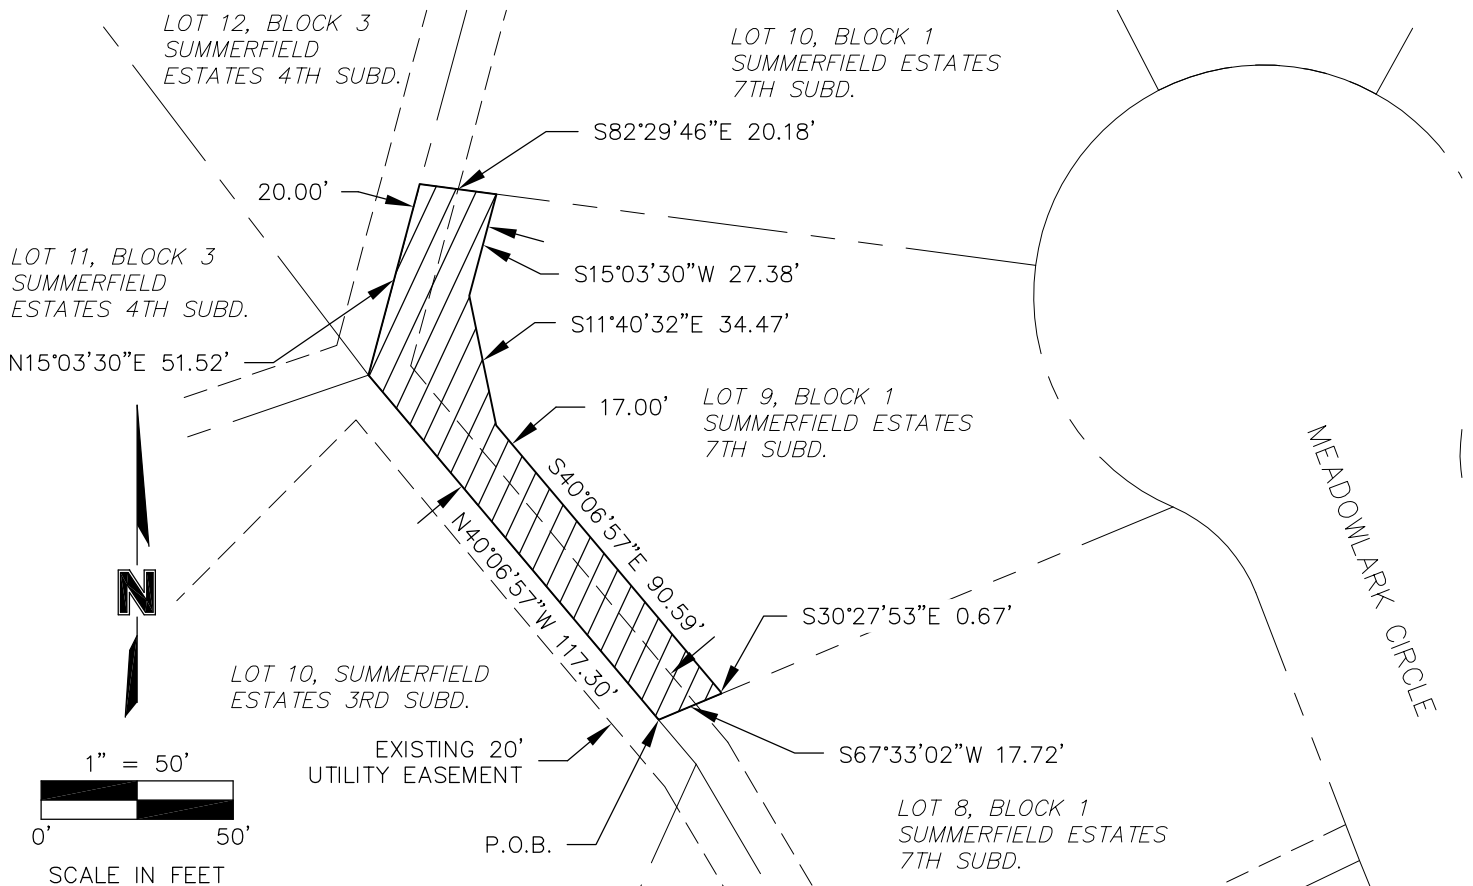 LOT 12, BLOCK 3
SUMMERFIELD
ESTATES 4TH SUBD.
LOT 10, BLOCK 1
SUMMERFIELD ESTATES
7TH SUBD.
S82°29'46"E 20.18'
20.00'
LOT 11, BLOCK 3
SUMMERFIELD
ESTATES 4TH SUBD.
S15°03'30"W 27.38'
S11°40'32"E 34.47'
N15°03'30"E 51.52'
17.00'
LOT 9, BLOCK 1
SUMMERFIELD ESTATES
7TH SUBD.
S40°06'57"E 90.59'
N40°06'57"W 117.30'
MEADOWLARK CIRCLE
N
S30°27'53"E 0.67'
LOT 10, SUMMERFIELD
ESTATES 3RD SUBD.
EXISTING 20'
UTILITY EASEMENT
S67°33'02"W 17.72'
P.O.B.
LOT 8, BLOCK 1
SUMMERFIELD ESTATES
7TH SUBD.
1" = 50'
0' 50'
SCALE IN FEET